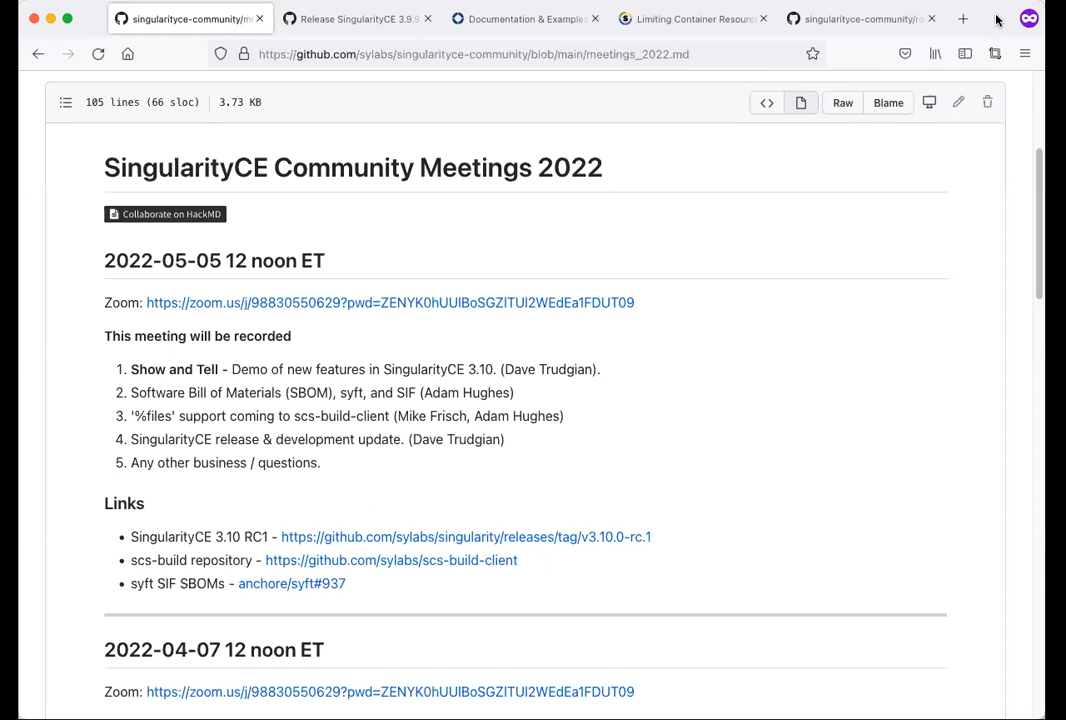 singularityce-community/me
Release SingularityCE 3.9.9
Documentation & Examples
Limiting Container Resourc
singularityce-community/ro
https://github.com/sylabs/singularityce-community/blob/main/meetings_2022.md
105 lines (66 sloc) 3.73 KB
Raw
Blame
SingularityCE Community Meetings 2022
Collaborate on HackMD
2022-05-05 12 noon ET
Zoom: https://zoom.us/j/98830550629?pwd=ZENYK0hUUlBoSGZlTUl2WEdEa1FDUT09
This meeting will be recorded
1. Show and Tell - Demo of new features in SingularityCE 3.10. (Dave Trudgian).
2. Software Bill of Materials (SBOM), syft, and SIF (Adam Hughes)
3. '%files' support coming to scs-build-client (Mike Frisch, Adam Hughes)
4. SingularityCE release & development update. (Dave Trudgian)
5. Any other business / questions.
Links
• SingularityCE 3.10 RC1 - https://github.com/sylabs/singularity/releases/tag/v3.10.0-rc.1
• scs-build repository - https://github.com/sylabs/scs-build-client
• syft SIF SBOMs - anchore/syft#937
2022-04-07 12 noon ET
Zoom: https://zoom.us/j/98830550629?pwd=ZENYK0hUUlBoSGZlTUl2WEdEa1FDUT09